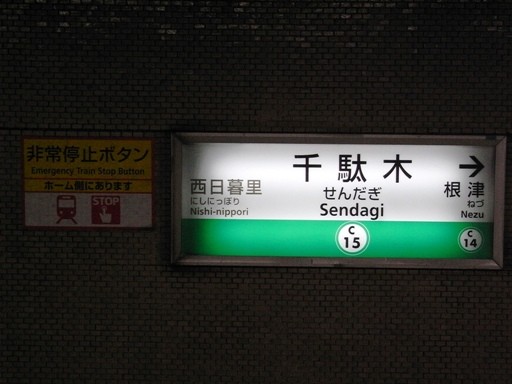 非常停止ボタン
Emergency Train Stop Button
ホーム側にあります
STOP
千駄木 →
せんだぎ
Sendagi
C
15
西日暮里
にしにっぽり
Nishi-nippori
根津
ねづ
Nezu
C
14